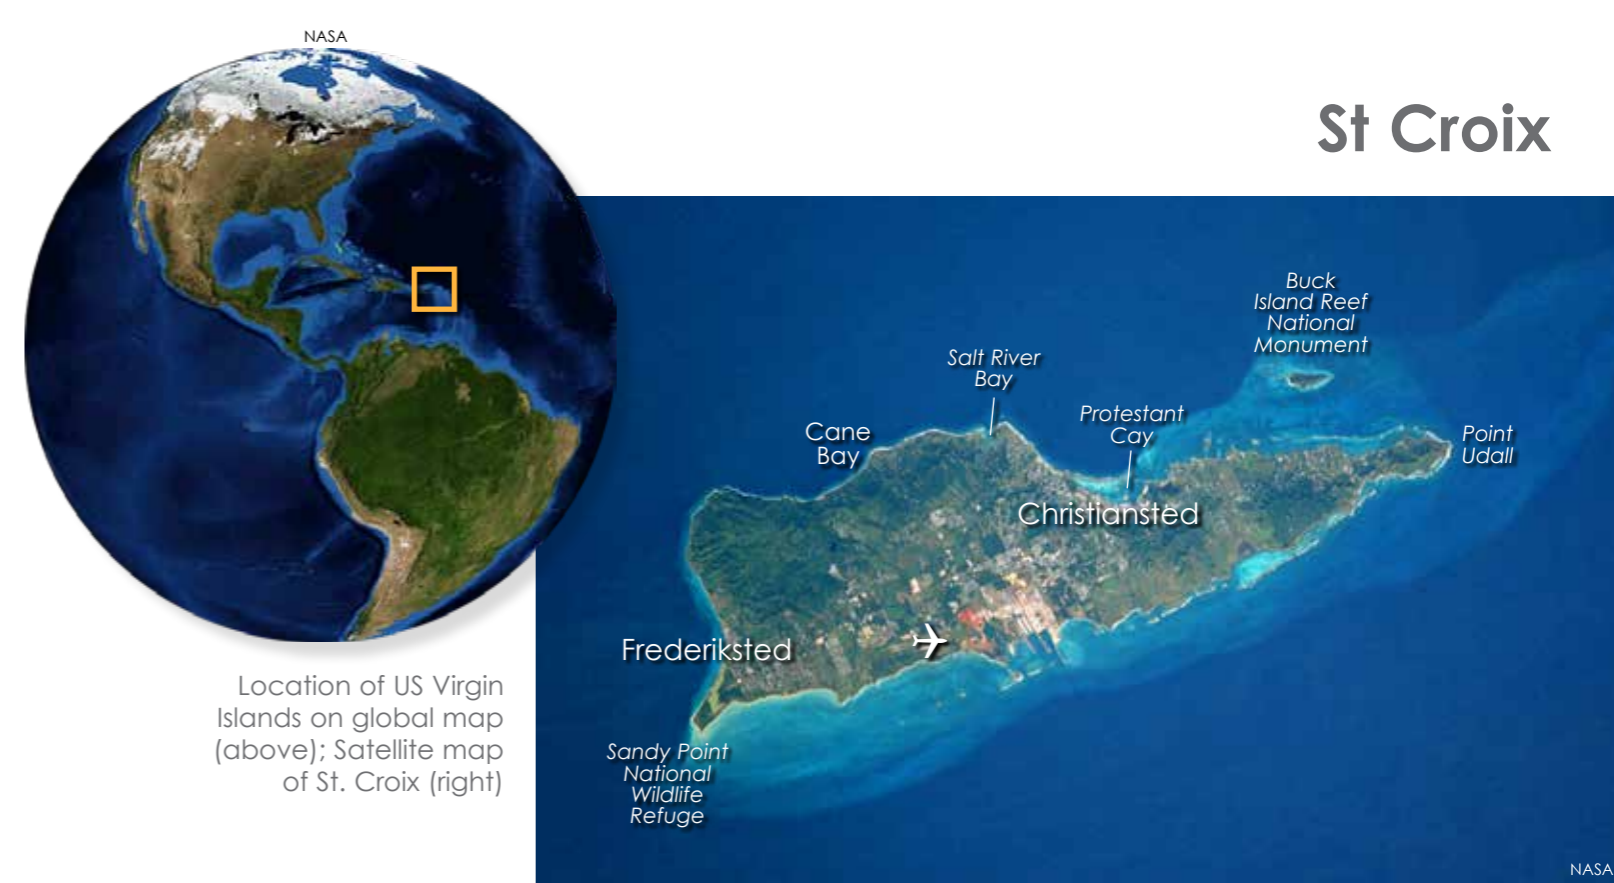 NASA
St Croix
Buck
Island Reef
National
Monument
Salt River
Bay
Protestant
Cay
Cane
Bay
Point
Udall
Christiansted
Frederiksted
Location of US Virgin
Islands on global map
(above); Satellite map
of St. Croix (right)
Sandy Point
National
Wildlife
Refuge
NASA